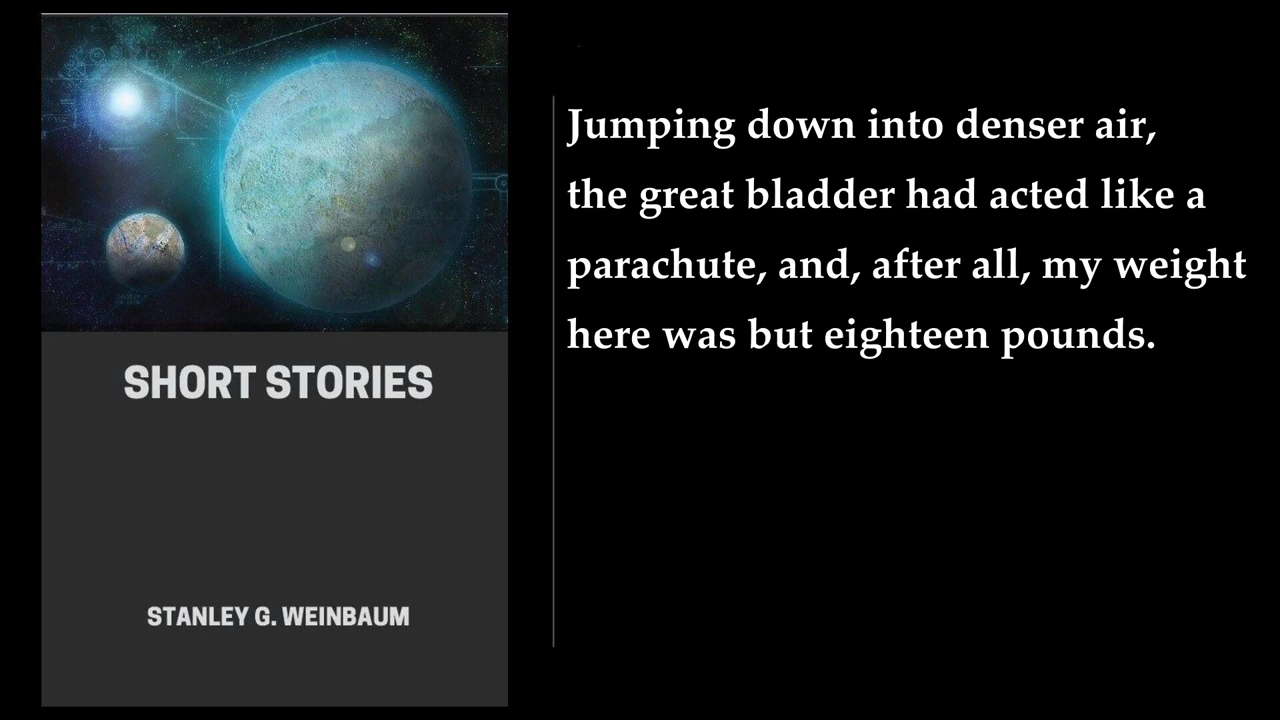 SHORT STORIES
STANLEY G. WEINBAUM
Jumping down into denser air,
the great bladder had acted like a
parachute, and, after all, my weight
here was but eighteen pounds.